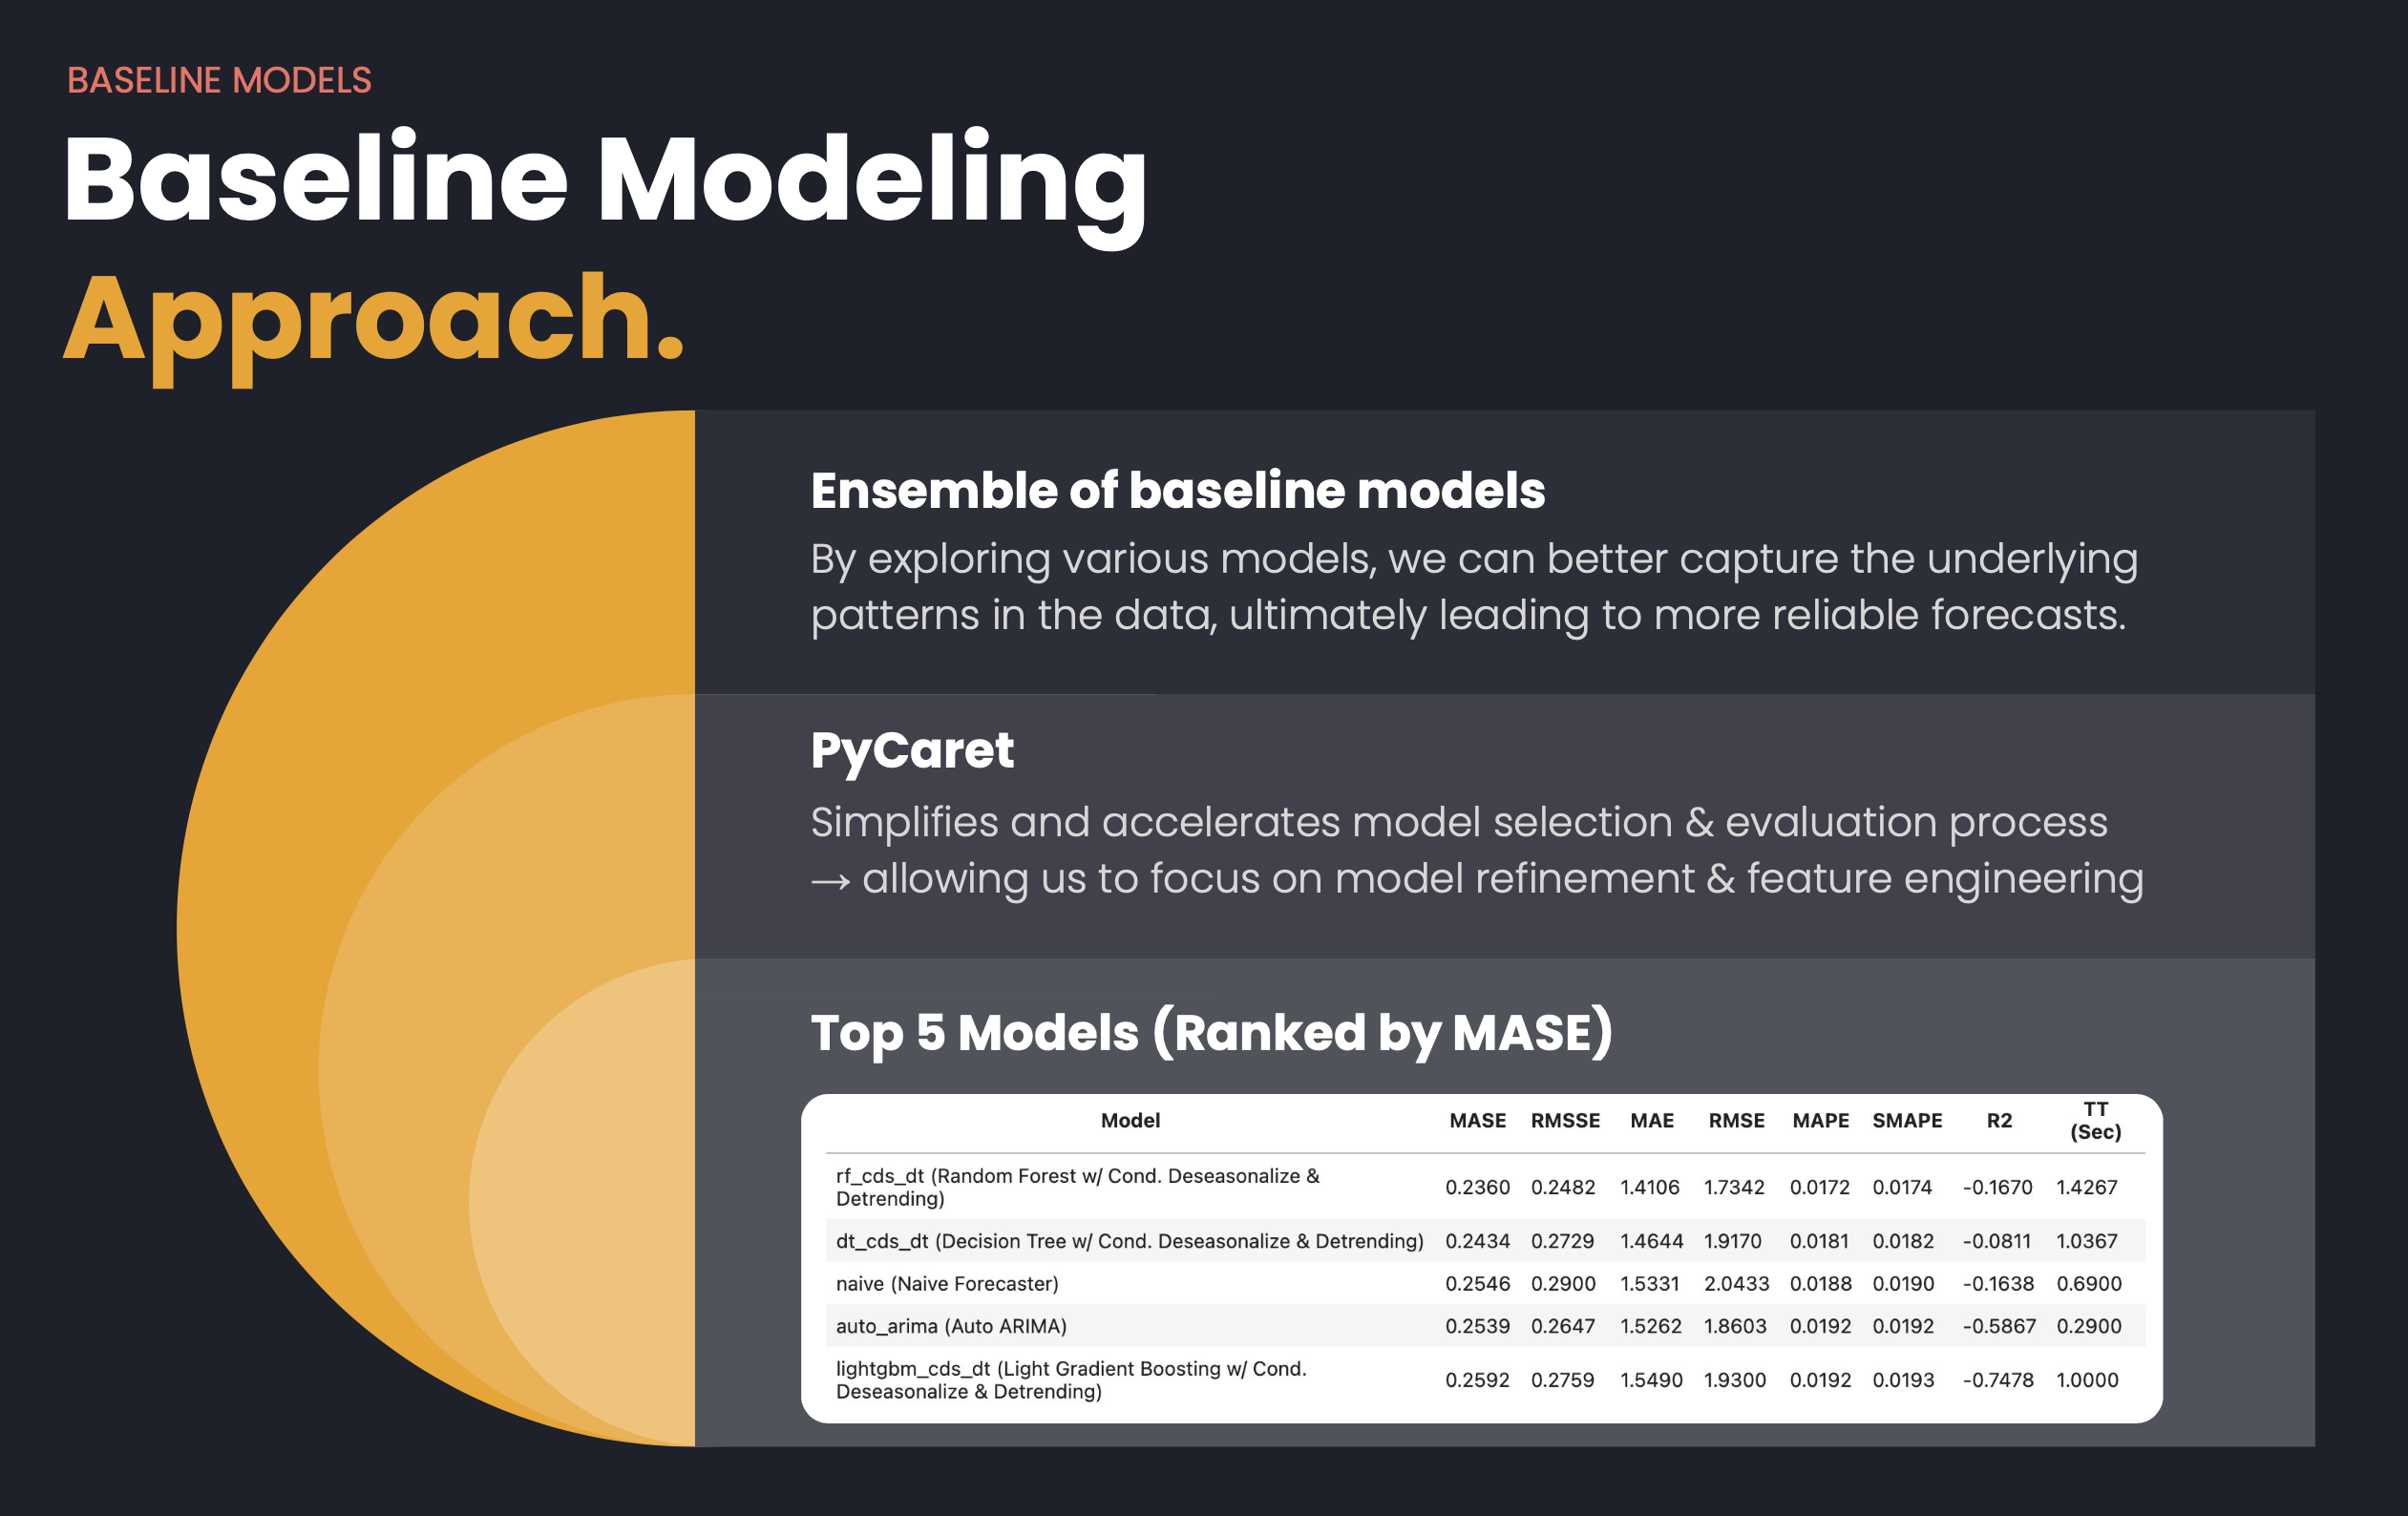 BASELINE MODELS
Baseline Modeling
Approach.
Ensemble of baseline models
By exploring various models, we can better capture the underlying
patterns in the data, ultimately leading to more reliable forecasts.
PyCaret
Simplifies and accelerates model selection & evaluation process
→ allowing us to focus on model refinement & feature engineering
Top 5 Models (Ranked by MASE)
Model MASE RMSSE MAE RMSE MAPE SMAPE R2 TT (Sec)
rf_cds_dt (Random Forest w/ Cond. Deseasonalize &
Detrending) 0.2360 0.2482 1.4106 1.7342 0.0172 0.0174 -0.1670 1.4267
dt_cds_dt (Decision Tree w/ Cond. Deseasonalize & Detrending) 0.2434 0.2729 1.4644 1.9170 0.0181 0.0182 -0.0811 1.0367
naive (Naive Forecaster) 0.2546 0.2900 1.5331 2.0433 0.0188 0.0190 -0.1638 0.6900
auto_arima (Auto ARIMA) 0.2539 0.2647 1.5262 1.8603 0.0192 0.0192 -0.5867 0.2900
lightgbm_cds_dt (Light Gradient Boosting w/ Cond.
Deseasonalize & Detrending) 0.2592 0.2759 1.5490 1.9300 0.0192 0.0193 -0.7478 1.0000